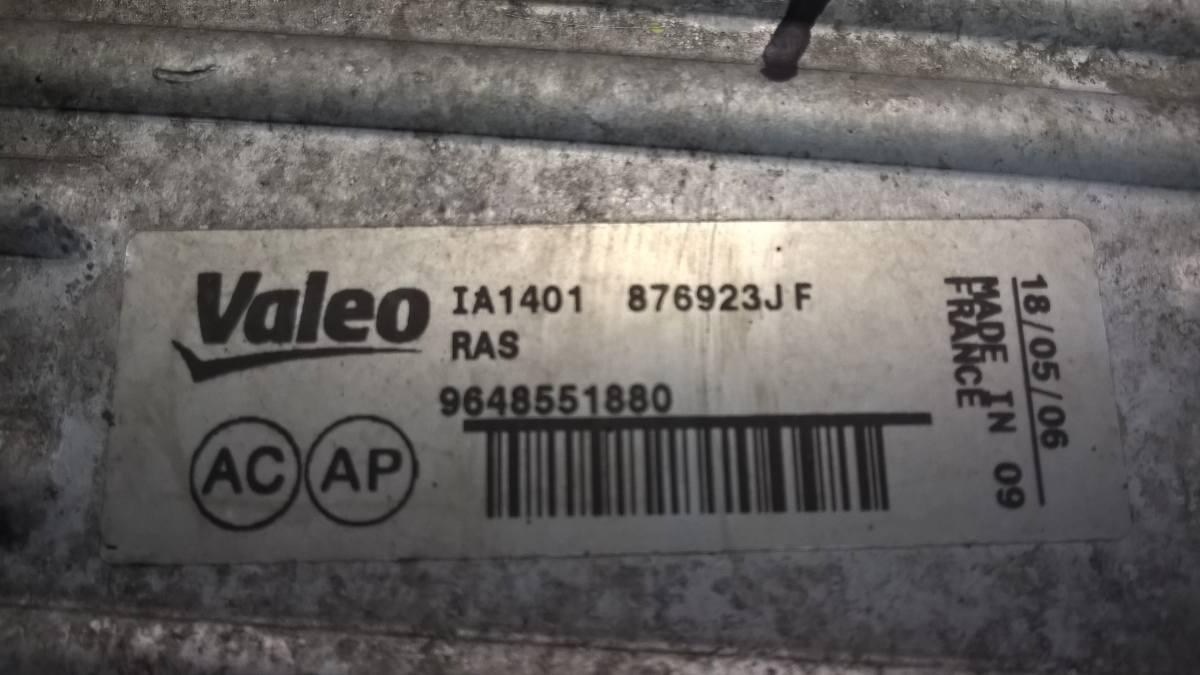 Valeo
IA1401 876923J F
RAS
9648551880
AC AP
18/05/06
MADE IN 09
FRANCE